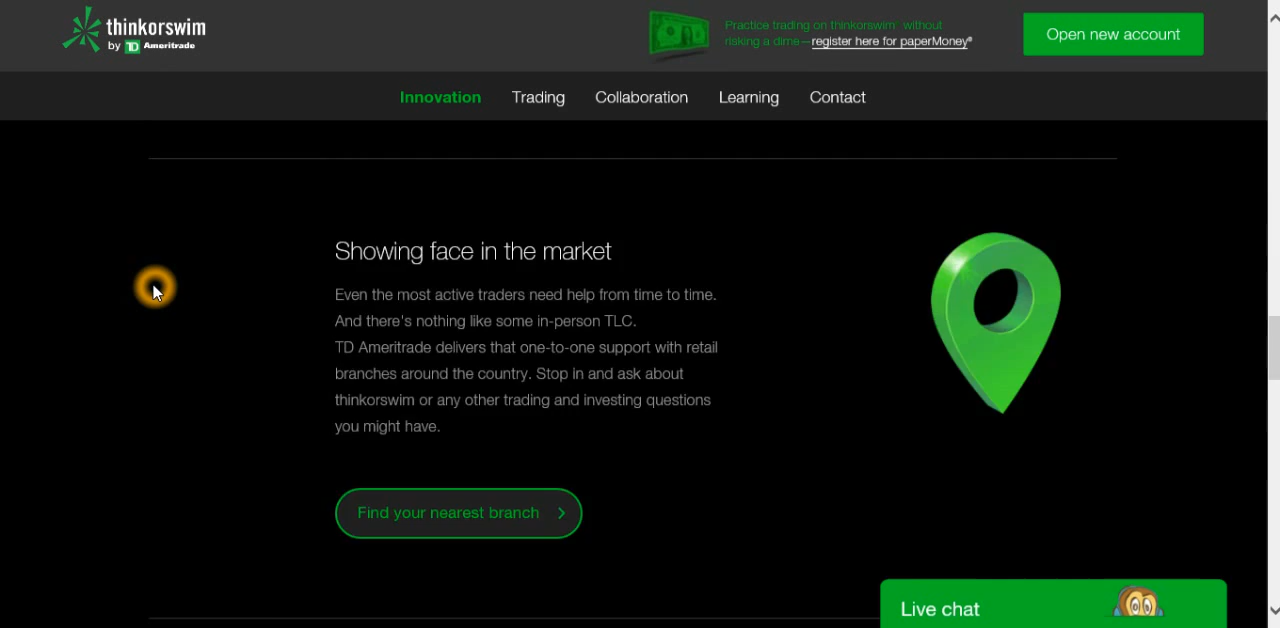 thinkorswim
by TD Ameritrade
Practice trading on thinkorswim® without
risking a dime—register here for paperMoney®
Open new account
Innovation Trading Collaboration Learning Contact
Showing face in the market
Even the most active traders need help from time to time.
And there's nothing like some in-person TLC.
TD Ameritrade delivers that one-to-one support with retail
branches around the country. Stop in and ask about
thinkorswim or any other trading and investing questions
you might have.
Find your nearest branch
Live chat